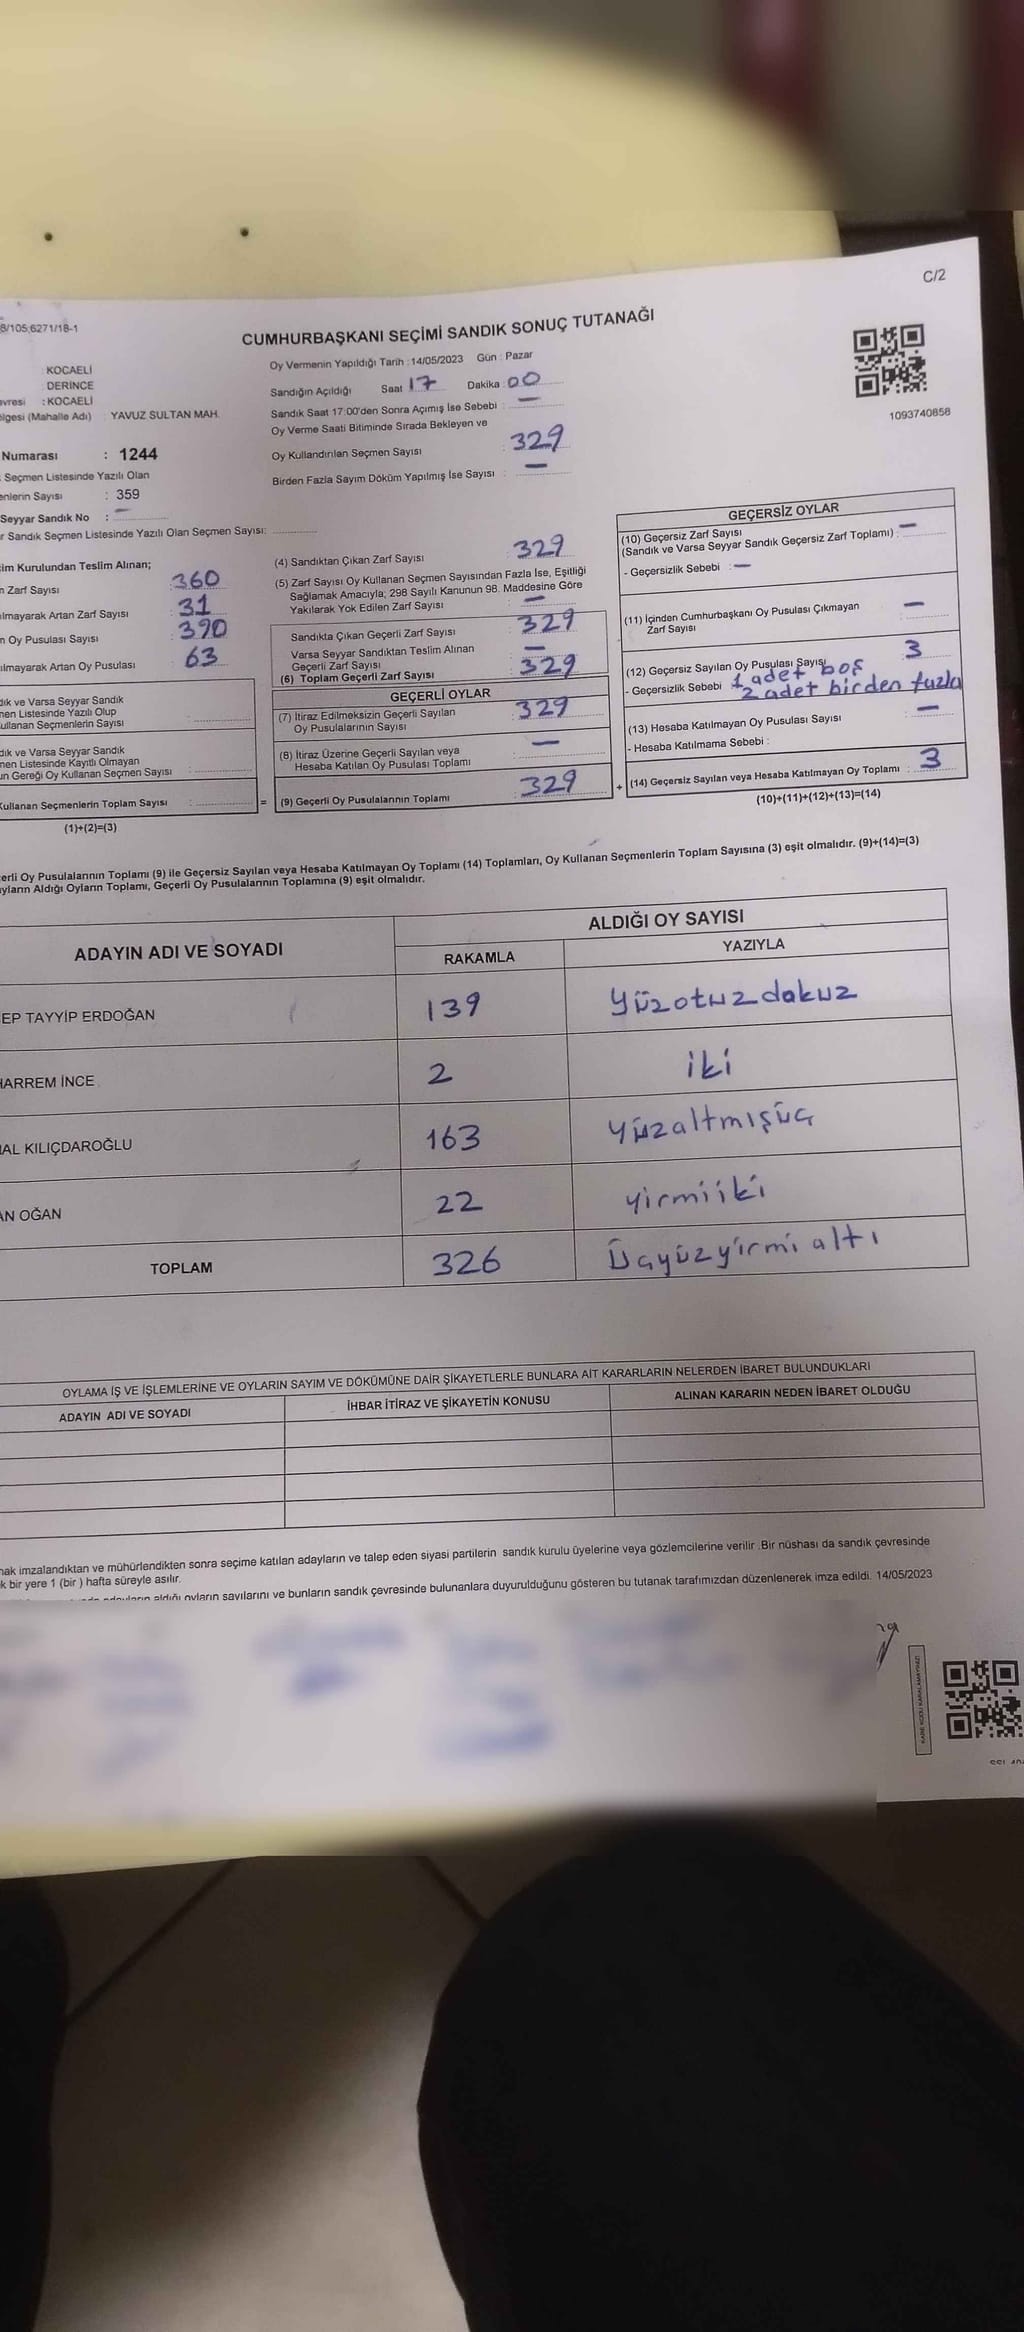 C/2
8/105;6271/18-1
CUMHURBAŞKANI SEÇİMİ SANDIK SONUÇ TUTANAĞI
Oy Vermenin Yapıldığı Tarih : 14/05/2023 Gün : Pazar
: KOCAELİ
DERİNCE
: KOCAELİ
(Mahalle Adı) : YAVUZ SULTAN MAH.
Numarası : 1244
Seçmen Listesinde Yazılı Olan
Sayısı : 359
Seyyar Sandık No : —
Sandık Seçmen Listesinde Yazılı Olan Seçmen Sayısı:
Sandığın Açıldığı Saat 17 Dakika : 00
Sandık Saat 17:00'den Sonra Açımış İse Sebebi : —
Oy Verme Saati Bitiminde Sırada Bekleyen ve
Oy Kullandırılan Seçmen Sayısı : 329
Birden Fazla Sayım Döküm Yapılmış İse Sayısı : —
1093740858
Kurulundan Teslim Alınan;
Zarf Sayısı : 360
Artan Zarf Sayısı : 31
Oy Pusulası Sayısı : 390
Artan Oy Pusulası : 63
ve Varsa Seyyar Sandık
Listesinde Yazılı Olup
Seçmenlerin Sayısı :
ve Varsa Seyyar Sandık
Listesinde Kayıtlı Olmayan
Gereği Oy Kullanan Seçmen Sayısı :
Kullanan Seçmenlerin Toplam Sayısı : =
(1)+(2)=(3)
(4) Sandıktan Çıkan Zarf Sayısı : 329
(5) Zarf Sayısı Oy Kullanan Seçmen Sayısından Fazla İse, Eşitliği
Sağlamak Amacıyla; 298 Sayılı Kanunun 98. Maddesine Göre
Yakılarak Yok Edilen Zarf Sayısı : —
Sandıkta Çıkan Geçerli Zarf Sayısı : 329
Varsa Seyyar Sandıktan Teslim Alınan
Geçerli Zarf Sayısı : —
(6) Toplam Geçerli Zarf Sayısı : 329
GEÇERLİ OYLAR
(7) İtiraz Edilmeksizin Geçerli Sayılan
Oy Pusulalarının Sayısı : 329
(8) İtiraz Üzerine Geçerli Sayılan veya
Hesaba Katılan Oy Pusulası Toplamı : —
(9) Geçerli Oy Pusulalarının Toplamı : 329 +
GEÇERSİZ OYLAR
(10) Geçersiz Zarf Sayısı
(Sandık ve Varsa Seyyar Sandık Geçersiz Zarf Toplamı) : —
- Geçersizlik Sebebi : —
(11) İçinden Cumhurbaşkanı Oy Pusulası Çıkmayan
Zarf Sayısı : —
(12) Geçersiz Sayılan Oy Pusulası Sayısı 3
- Geçersizlik Sebebi 1 adet boş
2 adet birden fazla
(13) Hesaba Katılmayan Oy Pusulası Sayısı : —
- Hesaba Katılmama Sebebi :
(14) Geçersiz Sayılan veya Hesaba Katılmayan Oy Toplamı : 3
(10)+(11)+(12)+(13)=(14)
Oy Pusulalarının Toplamı (9) ile Geçersiz Sayılan veya Hesaba Katılmayan Oy Toplamı (14) Toplamları, Oy Kullanan Seçmenlerin Toplam Sayısına (3) eşit olmalıdır. (9)+(14)=(3)
Aldığı Oyların Toplamı, Geçerli Oy Pusulalarının Toplamına (9) eşit olmalıdır.
ADAYIN ADI VE SOYADI ALDIĞI OY SAYISI
RAKAMLA YAZIYLA
EP TAYYİP ERDOĞAN 139 Yüzotuzdokuz
HARREM İNCE 2 iki
AL KILIÇDAROĞLU 163 Yüzaltmışüç
AN OĞAN 22 yirmiiki
TOPLAM 326 Üçyüzyirmi altı
OYLAMA İŞ VE İŞLEMLERİNE VE OYLARIN SAYIM VE DÖKÜMÜNE DAİR ŞİKAYETLERLE BUNLARA AİT KARARLARIN NELERDEN İBARET BULUNDUKLARI
ADAYIN ADI VE SOYADI İHBAR İTİRAZ VE ŞİKAYETİN KONUSU ALINAN KARARIN NEDEN İBARET OLDUĞU
imzalandıktan ve mühürlendikten sonra seçime katılan adayların ve talep eden siyasi partilerin sandık kurulu üyelerine veya gözlemcilerine verilir .Bir nüshası da sandık çevresinde
bir yere 1 (bir ) hafta süreyle asılır.
aldığı oyların sayılarını ve bunların sandık çevresinde bulunanlara duyurulduğunu gösteren bu tutanak tarafımızdan düzenlenerek imza edildi. 14/05/2023
KARE KODU KARALAMAYINIZ!